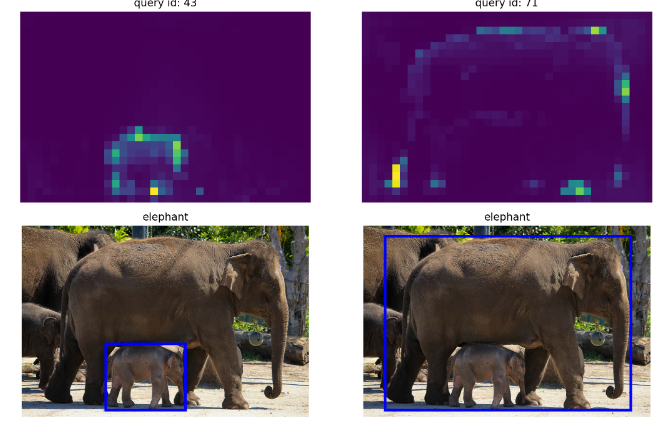 query id: 43
query id: 71
elephant
elephant